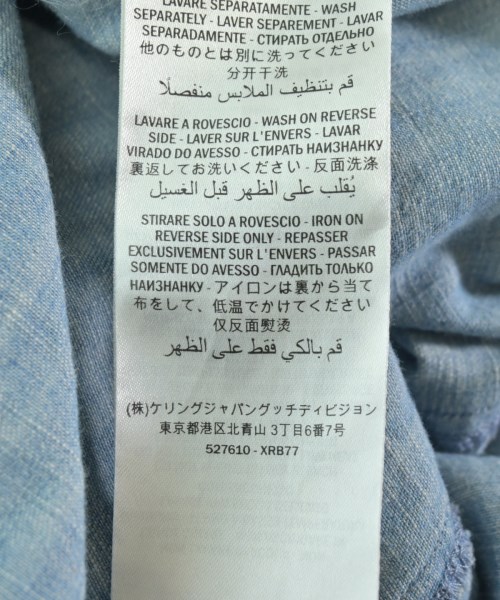 LAVARE SEPARATAMENTE - WASH
SEPARATELY - LAVER SEPAREMENT - LAVAR
SEPARADAMENTE - СТИРАТЬ ОТДЕЛЬНО
他のものとは別に洗ってください
分开干洗
قم بتنظيف الملابس منفصلًا
LAVARE A ROVESCIO - WASH ON REVERSE
SIDE - LAVER SUR L'ENVERS - LAVAR
VIRADO DO AVESSO - СТИРАТЬ НАИЗНАНКУ
裏返してお洗いください - 反面洗涤
يُقلب على الظهر قبل الغسيل
STIRARE SOLO A ROVESCIO - IRON ON
REVERSE SIDE ONLY - REPASSER
EXCLUSIVEMENT SUR L'ENVERS - PASSAR
SOMENTE DO AVESSO - ГЛАДИТЬ ТОЛЬКО
НАИЗНАНКУ - アイロンは裏から当て
布をして、低温でかけてください
仅反面熨烫
قم بالكي فقط على الظهر
(株)ケリングジャパングッチディビジョン
東京都港区北青山 3丁目6番7号
527610 - XRB77